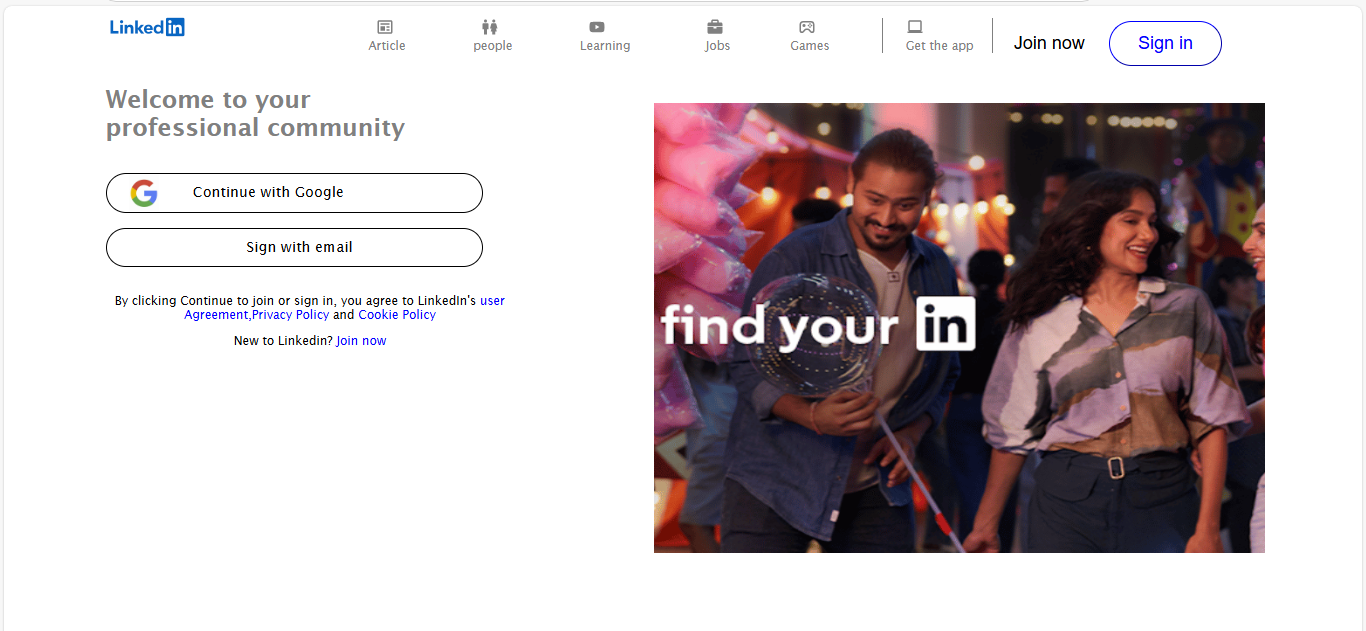 Linked in
Article
people
Learning
Jobs
Games
Get the app
Join now
Sign in
Welcome to your
professional community
Continue with Google
Sign with email
By clicking Continue to join or sign in, you agree to LinkedIn's user
Agreement,Privacy Policy and Cookie Policy
New to Linkedin? Join now
find your in